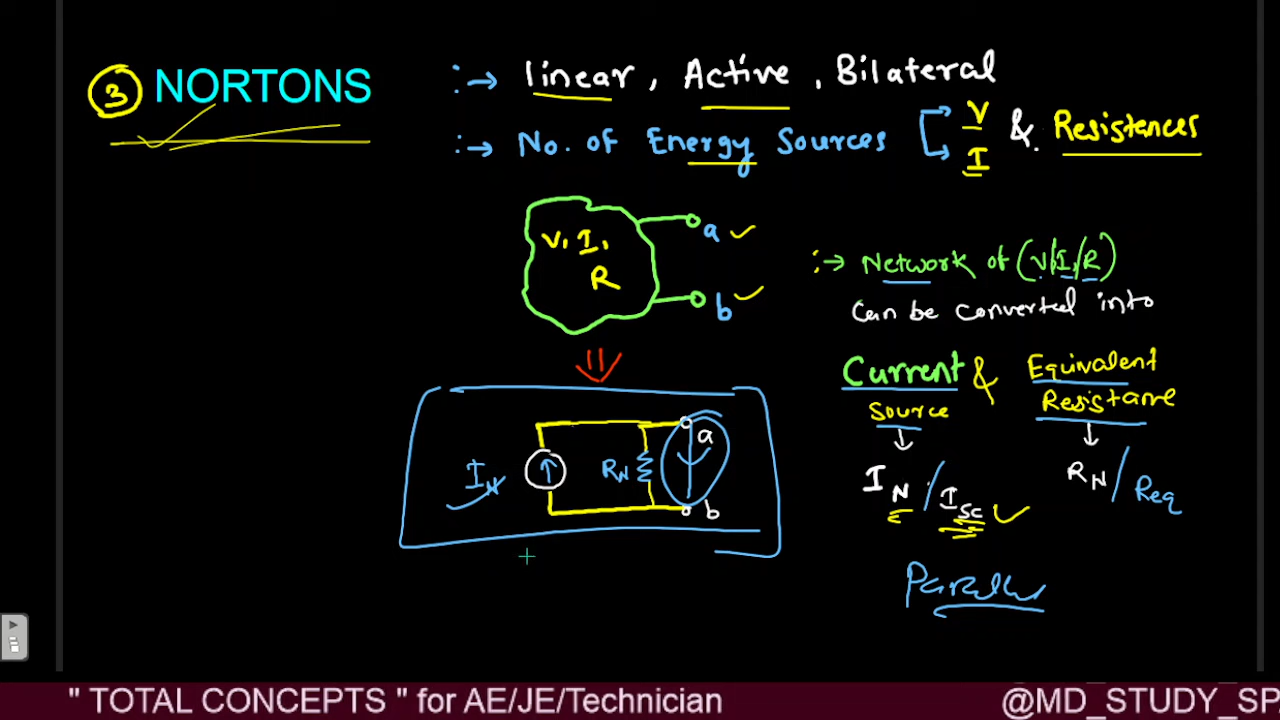 3 NORTONS
:→ linear, Active, Bilateral
:→ No. of Energy Sources V I & Resistances
V, I,
R
a
b
:→ Network of (V/I/R)
Can be converted into
Current & Equivalent
Source Resistance
I_N / I_SC R_N / Req
Parallel
I_N R_N a
b
" TOTAL CONCEPTS " for AE/JE/Technician @MD_STUDY_SP